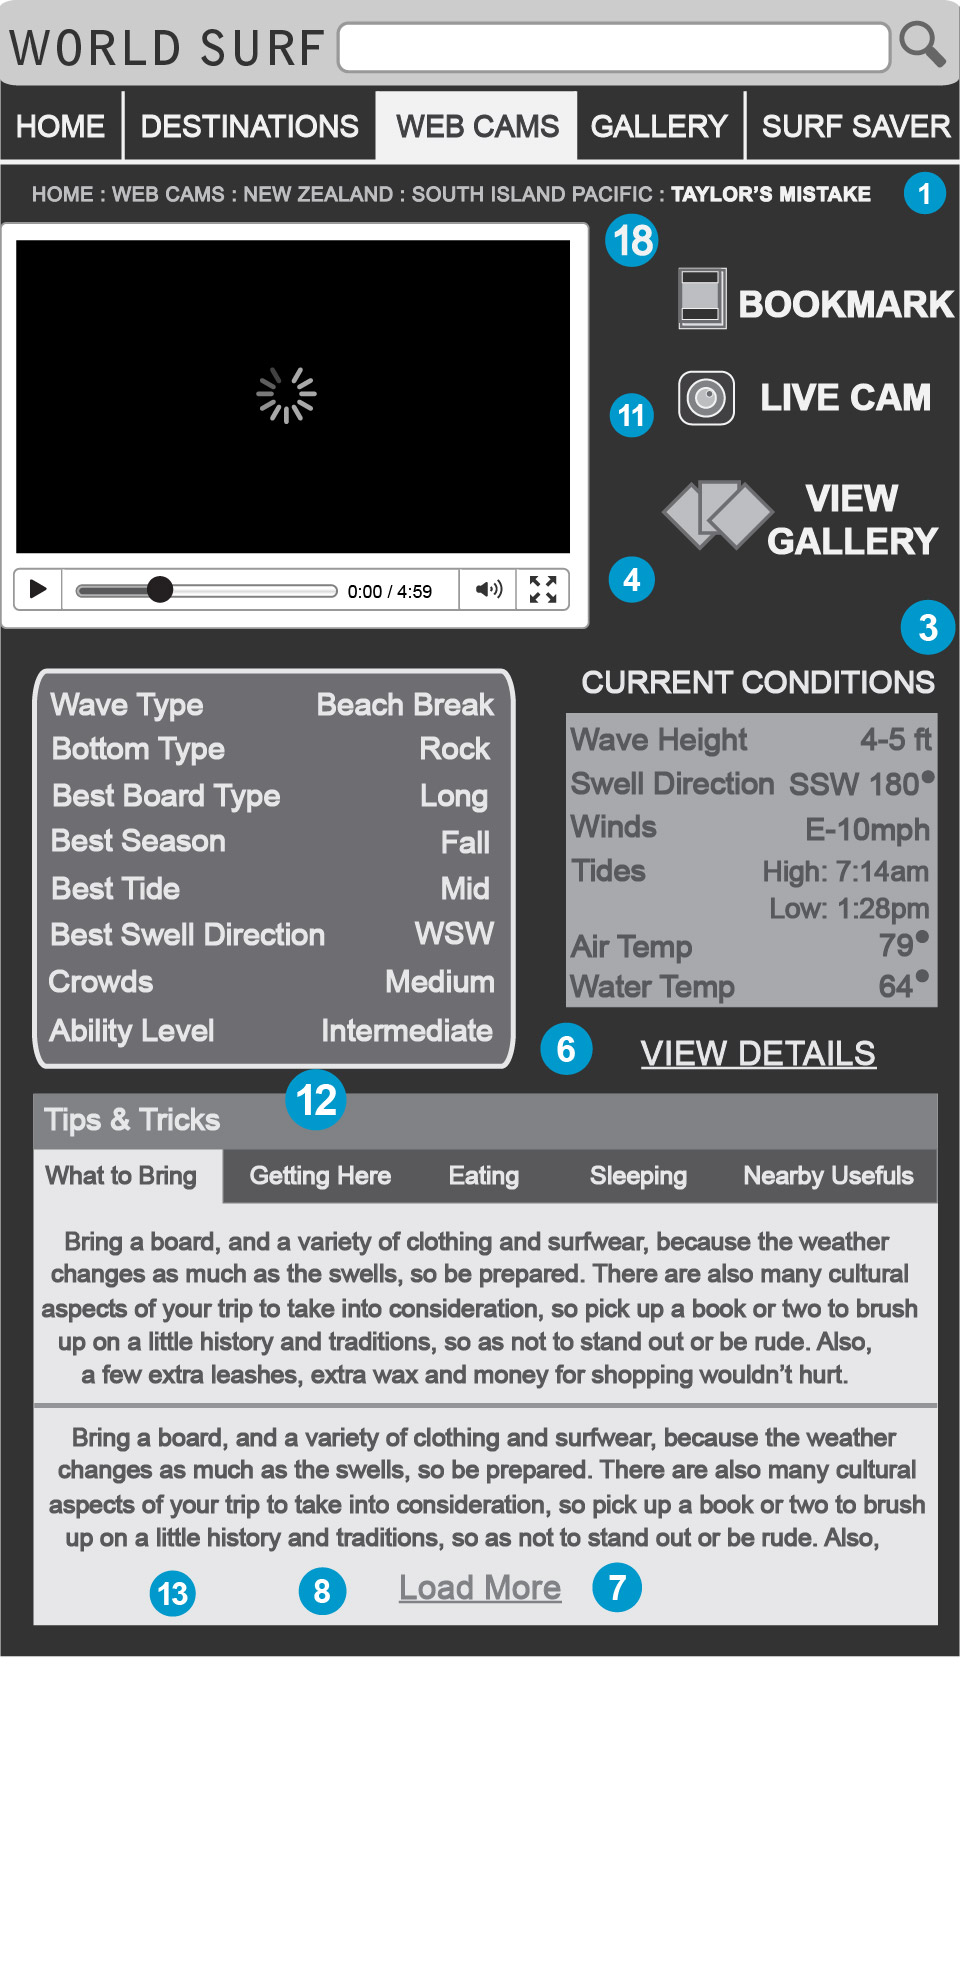 WORLD SURF
HOME DESTINATIONS WEB CAMS GALLERY SURF SAVER
HOME : WEB CAMS : NEW ZEALAND : SOUTH ISLAND PACIFIC : TAYLOR'S MISTAKE 1
18
BOOKMARK
LIVE CAM
11
VIEW
GALLERY
4
0:00 / 4:59
3
Wave Type Beach Break
Bottom Type Rock
Best Board Type Long
Best Season Fall
Best Tide Mid
Best Swell Direction WSW
Crowds Medium
Ability Level Intermediate
CURRENT CONDITIONS
Wave Height 4-5 ft
Swell Direction SSW 180°
Winds E-10mph
Tides High: 7:14am
Low: 1:28pm
Air Temp 79°
Water Temp 64°
6 VIEW DETAILS
12
Tips & Tricks
What to Bring Getting Here Eating Sleeping Nearby Usefuls
Bring a board, and a variety of clothing and surfwear, because the weather
changes as much as the swells, so be prepared. There are also many cultural
aspects of your trip to take into consideration, so pick up a book or two to brush
up on a little history and traditions, so as not to stand out or be rude. Also,
a few extra leashes, extra wax and money for shopping wouldn't hurt.
Bring a board, and a variety of clothing and surfwear, because the weather
changes as much as the swells, so be prepared. There are also many cultural
aspects of your trip to take into consideration, so pick up a book or two to brush
up on a little history and traditions, so as not to stand out or be rude. Also,
13 8 Load More 7